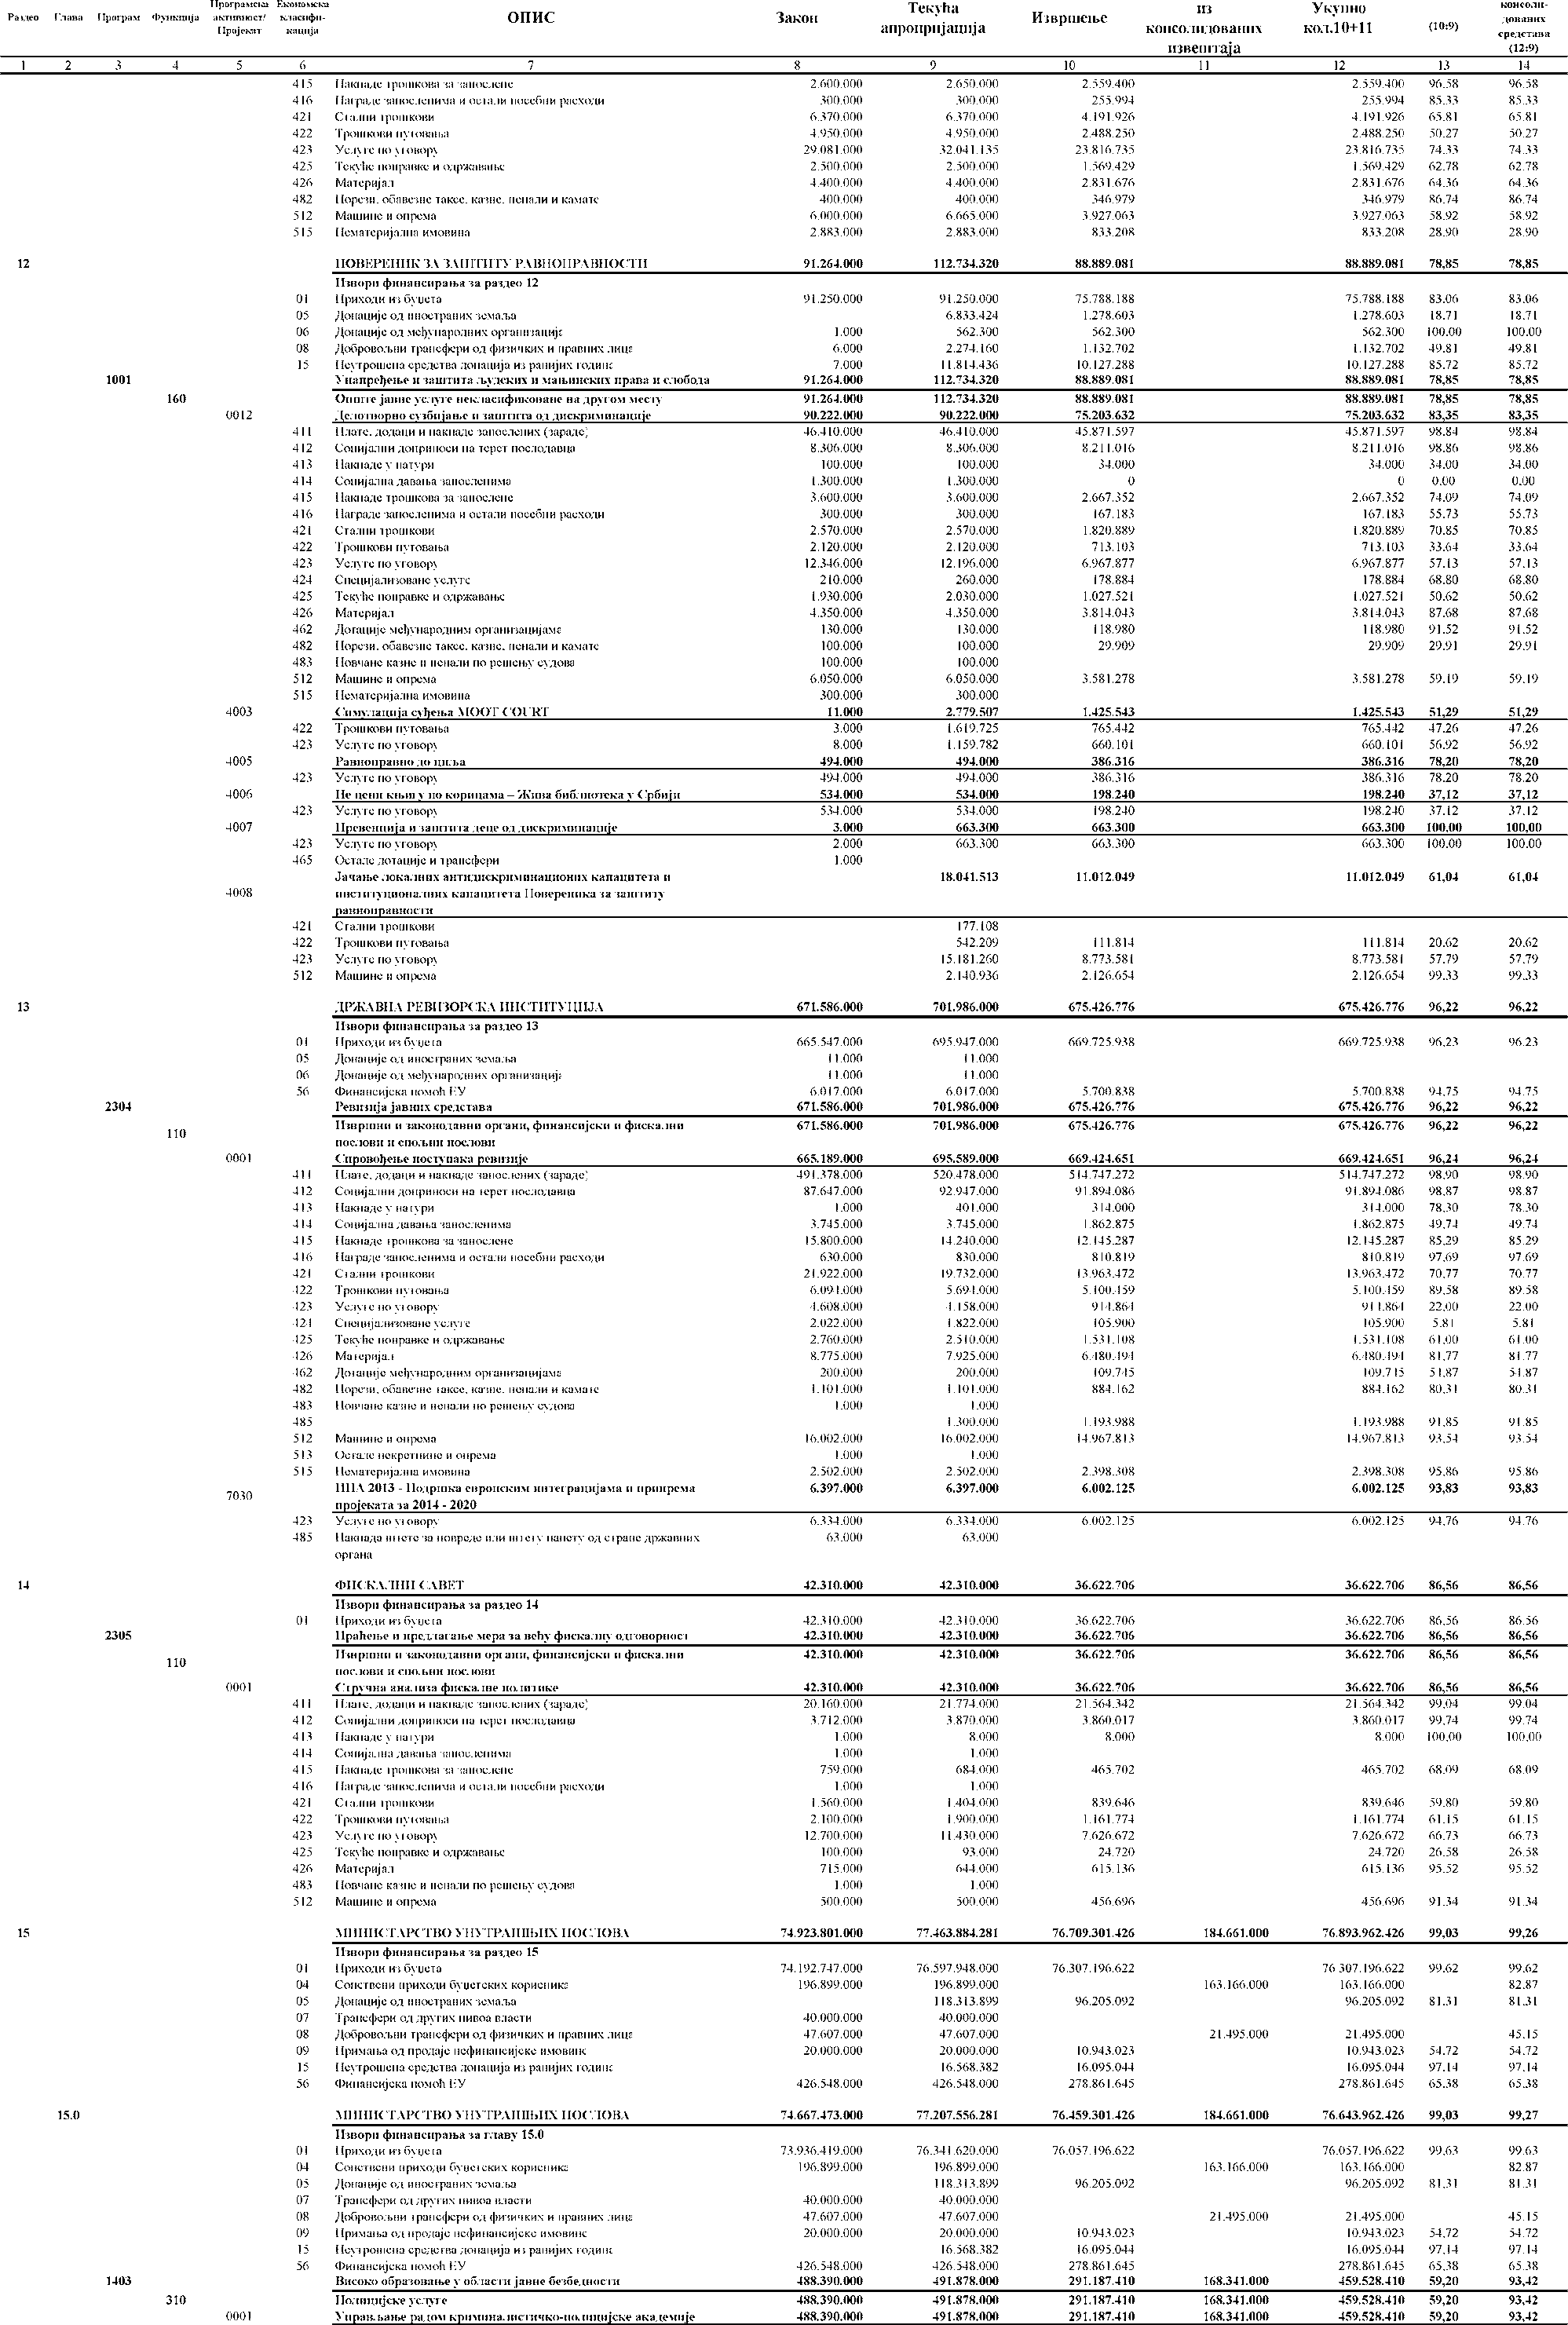 Раздео Глава Програм Функција Програмска активност/ Пројекат Економска класифи- кација ОПИС Закон Текућа апропријација Извршење из консолидованих извештаја Укупно кол.10+11 (10:9) консоли- дованих средстава (12:9)
1 2 3 4 5 6 7 8 9 10 11 12 13 14
415 Накнаде трошкова за запослене 2.600.000 2.650.000 2.559.400 2.559.400 96,58 96,58
416 Награде запосленима и остали посебни расходи 300.000 300.000 255.994 255.994 85,33 85,33
421 Стални трошкови 6.370.000 6.370.000 4.191.926 4.191.926 65,81 65,81
422 Трошкови путовања 4.950.000 4.950.000 2.488.250 2.488.250 50,27 50,27
423 Услуге по уговору 29.081.000 32.041.135 23.816.735 23.816.735 74,33 74,33
425 Текуће поправке и одржавање 2.500.000 2.500.000 1.569.429 1.569.429 62,78 62,78
426 Материјал 4.400.000 4.400.000 2.831.676 2.831.676 64,36 64,36
482 Порези, обавезне таксе, казне, пенали и камате 400.000 400.000 346.979 346.979 86,74 86,74
512 Машине и опрема 6.000.000 6.665.000 3.927.063 3.927.063 58,92 58,92
515 Нематеријална имовина 2.883.000 2.883.000 833.208 833.208 28,90 28,90
12 ПОВЕРЕНИК ЗА ЗАШТИТУ РАВНОПРАВНОСТИ 91.264.000 112.734.320 88.889.081 88.889.081 78,85 78,85
Извори финансирања за раздео 12
01 Приходи из буџета 91.250.000 91.250.000 75.788.188 75.788.188 83,06 83,06
05 Донације од иностраних земаља 6.833.424 1.278.603 1.278.603 18,71 18,71
06 Донације од међународних организација 1.000 562.300 562.300 562.300 100,00 100,00
08 Добровољни трансфери од физичких и правних лица 6.000 2.274.160 1.132.702 1.132.702 49,81 49,81
15 Неутрошена средства донација из ранијих година 7.000 11.814.436 10.127.288 10.127.288 85,72 85,72
1001 Унапређење и заштита људских и мањинских права и слобода 91.264.000 112.734.320 88.889.081 88.889.081 78,85 78,85
160 Опште јавне услуге некласификоване на другом месту 91.264.000 112.734.320 88.889.081 88.889.081 78,85 78,85
0012 Делотворно сузбијање и заштита од дискриминације 90.222.000 90.222.000 75.203.632 75.203.632 83,35 83,35
411 Плате, додаци и накнаде запослених (зараде) 46.410.000 46.410.000 45.871.597 45.871.597 98,84 98,84
412 Социјални доприноси на терет послодавца 8.306.000 8.306.000 8.211.016 8.211.016 98,86 98,86
413 Накнаде у натури 100.000 100.000 34.000 34.000 34,00 34,00
414 Социјална давања запосленима 1.300.000 1.300.000 0 0 0,00 0,00
415 Накнаде трошкова за запослене 3.600.000 3.600.000 2.667.352 2.667.352 74,09 74,09
416 Награде запосленима и остали посебни расходи 300.000 300.000 167.183 167.183 55,73 55,73
421 Стални трошкови 2.570.000 2.570.000 1.820.889 1.820.889 70,85 70,85
422 Трошкови путовања 2.120.000 2.120.000 713.103 713.103 33,64 33,64
423 Услуге по уговору 12.346.000 12.196.000 6.967.877 6.967.877 57,13 57,13
424 Специјализоване услуге 210.000 260.000 178.884 178.884 68,80 68,80
425 Текуће поправке и одржавање 1.930.000 2.030.000 1.027.521 1.027.521 50,62 50,62
426 Материјал 4.350.000 4.350.000 3.814.043 3.814.043 87,68 87,68
462 Дотације међународним организацијама 130.000 130.000 118.980 118.980 91,52 91,52
482 Порези, обавезне таксе, казне, пенали и камате 100.000 100.000 29.909 29.909 29,91 29,91
483 Новчане казне и пенали по решењу судова 100.000 100.000
512 Машине и опрема 6.050.000 6.050.000 3.581.278 3.581.278 59,19 59,19
515 Нематеријална имовина 300.000 300.000
4003 Симулација суђења MOOT COURT 11.000 2.779.507 1.425.543 1.425.543 51,29 51,29
422 Трошкови путовања 3.000 1.619.725 765.442 765.442 47,26 47,26
423 Услуге по уговору 8.000 1.159.782 660.101 660.101 56,92 56,92
4005 Равноправно до циља 494.000 494.000 386.316 386.316 78,20 78,20
423 Услуге по уговору 494.000 494.000 386.316 386.316 78,20 78,20
4006 Не цени књигу по корицама – Жива библиотека у Србији 534.000 534.000 198.240 198.240 37,12 37,12
423 Услуге по уговору 534.000 534.000 198.240 198.240 37,12 37,12
4007 Превенција и заштита деце од дискриминације 3.000 663.300 663.300 663.300 100,00 100,00
423 Услуге по уговору 2.000 663.300 663.300 663.300 100,00 100,00
465 Остале дотације и трансфери 1.000
Јачање локалних антидискриминационих капацитета и 18.041.513 11.012.049 11.012.049 61,04 61,04
4008 институционалних капацитета Повереника за заштиту
равноправности
421 Стални трошкови 177.108
422 Трошкови путовања 542.209 111.814 111.814 20,62 20,62
423 Услуге по уговору 15.181.260 8.773.581 8.773.581 57,79 57,79
512 Машине и опрема 2.140.936 2.126.654 2.126.654 99,33 99,33
13 ДРЖАВНА РЕВИЗОРСКА ИНСТИТУЦИЈА 671.586.000 701.986.000 675.426.776 675.426.776 96,22 96,22
Извори финансирања за раздео 13
01 Приходи из буџета 665.547.000 695.947.000 669.725.938 669.725.938 96,23 96,23
05 Донације од иностраних земаља 11.000 11.000
06 Донације од међународних организација 11.000 11.000
56 Финансијска помоћ ЕУ 6.017.000 6.017.000 5.700.838 5.700.838 94,75 94,75
2304 Ревизија јавних средстава 671.586.000 701.986.000 675.426.776 675.426.776 96,22 96,22
110 Извршни и законодавни органи, финансијски и фискални 671.586.000 701.986.000 675.426.776 675.426.776 96,22 96,22
послови и спољни послови
0001 Спровођење поступака ревизије 665.189.000 695.589.000 669.424.651 669.424.651 96,24 96,24
411 Плате, додаци и накнаде запослених (зараде) 491.378.000 520.478.000 514.747.272 514.747.272 98,90 98,90
412 Социјални доприноси на терет послодавца 87.647.000 92.947.000 91.894.086 91.894.086 98,87 98,87
413 Накнаде у натури 1.000 401.000 314.000 314.000 78,30 78,30
414 Социјална давања запосленима 3.745.000 3.745.000 1.862.875 1.862.875 49,74 49,74
415 Накнаде трошкова за запослене 15.800.000 14.240.000 12.145.287 12.145.287 85,29 85,29
416 Награде запосленима и остали посебни расходи 630.000 830.000 810.819 810.819 97,69 97,69
421 Стални трошкови 21.922.000 19.732.000 13.963.472 13.963.472 70,77 70,77
422 Трошкови путовања 6.094.000 5.694.000 5.100.459 5.100.459 89,58 89,58
423 Услуге по уговору 4.608.000 4.158.000 914.864 914.864 22,00 22,00
424 Специјализоване услуге 2.022.000 1.822.000 105.900 105.900 5,81 5,81
425 Текуће поправке и одржавање 2.760.000 2.510.000 1.531.108 1.531.108 61,00 61,00
426 Материјал 8.775.000 7.925.000 6.480.494 6.480.494 81,77 81,77
462 Дотације међународним организацијама 200.000 200.000 109.745 109.745 54,87 54,87
482 Порези, обавезне таксе, казне, пенали и камате 1.101.000 1.101.000 884.162 884.162 80,31 80,31
483 Новчане казне и пенали по решењу судова 1.000 1.000
485 1.300.000 1.193.988 1.193.988 91,85 91,85
512 Машине и опрема 16.002.000 16.002.000 14.967.813 14.967.813 93,54 93,54
513 Остале некретнине и опрема 1.000 1.000
515 Нематеријална имовина 2.502.000 2.502.000 2.398.308 2.398.308 95,86 95,86
7030 ИПА 2013 - Подршка европским интеграцијама и припрема 6.397.000 6.397.000 6.002.125 6.002.125 93,83 93,83
пројеката за 2014 - 2020
423 Услуге по уговору 6.334.000 6.334.000 6.002.125 6.002.125 94,76 94,76
485 Накнада штете за повреде или штету нанету од стране државних 63.000 63.000
органа
14 ФИСКАЛНИ САВЕТ 42.310.000 42.310.000 36.622.706 36.622.706 86,56 86,56
Извори финансирања за раздео 14
01 Приходи из буџета 42.310.000 42.310.000 36.622.706 36.622.706 86,56 86,56
2305 Праћење и предлагање мера за већу фискалну одговорност 42.310.000 42.310.000 36.622.706 36.622.706 86,56 86,56
110 Извршни и законодавни органи, финансијски и фискални 42.310.000 42.310.000 36.622.706 36.622.706 86,56 86,56
послови и спољни послови
0001 Стручна анализа фискалне политике 42.310.000 42.310.000 36.622.706 36.622.706 86,56 86,56
411 Плате, додаци и накнаде запослених (зараде) 20.160.000 21.774.000 21.564.342 21.564.342 99,04 99,04
412 Социјални доприноси на терет послодавца 3.712.000 3.870.000 3.860.017 3.860.017 99,74 99,74
413 Накнаде у натури 1.000 8.000 8.000 8.000 100,00 100,00
414 Социјална давања запосленима 1.000 1.000
415 Накнаде трошкова за запослене 759.000 684.000 465.702 465.702 68,09 68,09
416 Награде запосленима и остали посебни расходи 1.000 1.000
421 Стални трошкови 1.560.000 1.404.000 839.646 839.646 59,80 59,80
422 Трошкови путовања 2.100.000 1.900.000 1.161.774 1.161.774 61,15 61,15
423 Услуге по уговору 12.700.000 11.430.000 7.626.672 7.626.672 66,73 66,73
425 Текуће поправке и одржавање 100.000 93.000 24.720 24.720 26,58 26,58
426 Материјал 715.000 644.000 615.136 615.136 95,52 95,52
483 Новчане казне и пенали по решењу судова 1.000 1.000
512 Машине и опрема 500.000 500.000 456.696 456.696 91,34 91,34
15 МИНИСТАРСТВО УНУТРАШЊИХ ПОСЛОВА 74.923.801.000 77.463.884.281 76.709.301.426 184.661.000 76.893.962.426 99,03 99,26
Извори финансирања за раздео 15
01 Приходи из буџета 74.192.747.000 76.597.948.000 76.307.196.622 76.307.196.622 99,62 99,62
04 Сопствени приходи буџетских корисника 196.899.000 196.899.000 163.166.000 163.166.000 82,87
05 Донације од иностраних земаља 118.313.899 96.205.092 96.205.092 81,31 81,31
07 Трансфери од других нивоа власти 40.000.000 40.000.000
08 Добровољни трансфери од физичких и правних лица 47.607.000 47.607.000 21.495.000 21.495.000 45,15
09 Примања од продаје нефинансијске имовине 20.000.000 20.000.000 10.943.023 10.943.023 54,72 54,72
15 Неутрошена средства донација из ранијих година 16.568.382 16.095.044 16.095.044 97,14 97,14
56 Финансијска помоћ ЕУ 426.548.000 426.548.000 278.861.645 278.861.645 65,38 65,38
15.0 МИНИСТАРСТВО УНУТРАШЊИХ ПОСЛОВА 74.667.473.000 77.207.556.281 76.459.301.426 184.661.000 76.643.962.426 99,03 99,27
Извори финансирања за главу 15.0
01 Приходи из буџета 73.936.419.000 76.341.620.000 76.057.196.622 76.057.196.622 99,63 99,63
04 Сопствени приходи буџетских корисника 196.899.000 196.899.000 163.166.000 163.166.000 82,87
05 Донације од иностраних земаља 118.313.899 96.205.092 96.205.092 81,31 81,31
07 Трансфери од других нивоа власти 40.000.000 40.000.000
08 Добровољни трансфери од физичких и правних лица 47.607.000 47.607.000 21.495.000 21.495.000 45,15
09 Примања од продаје нефинансијске имовине 20.000.000 20.000.000 10.943.023 10.943.023 54,72 54,72
15 Неутрошена средства донација из ранијих година 16.568.382 16.095.044 16.095.044 97,14 97,14
56 Финансијска помоћ ЕУ 426.548.000 426.548.000 278.861.645 278.861.645 65,38 65,38
1403 Високо образовање у области јавне безбедности 488.390.000 491.878.000 291.187.410 168.341.000 459.528.410 59,20 93,42
310 Полицијске услуге 488.390.000 491.878.000 291.187.410 168.341.000 459.528.410 59,20 93,42
0001 Управљање радом криминалистичко-полицијске академије 488.390.000 491.878.000 291.187.410 168.341.000 459.528.410 59,20 93,42